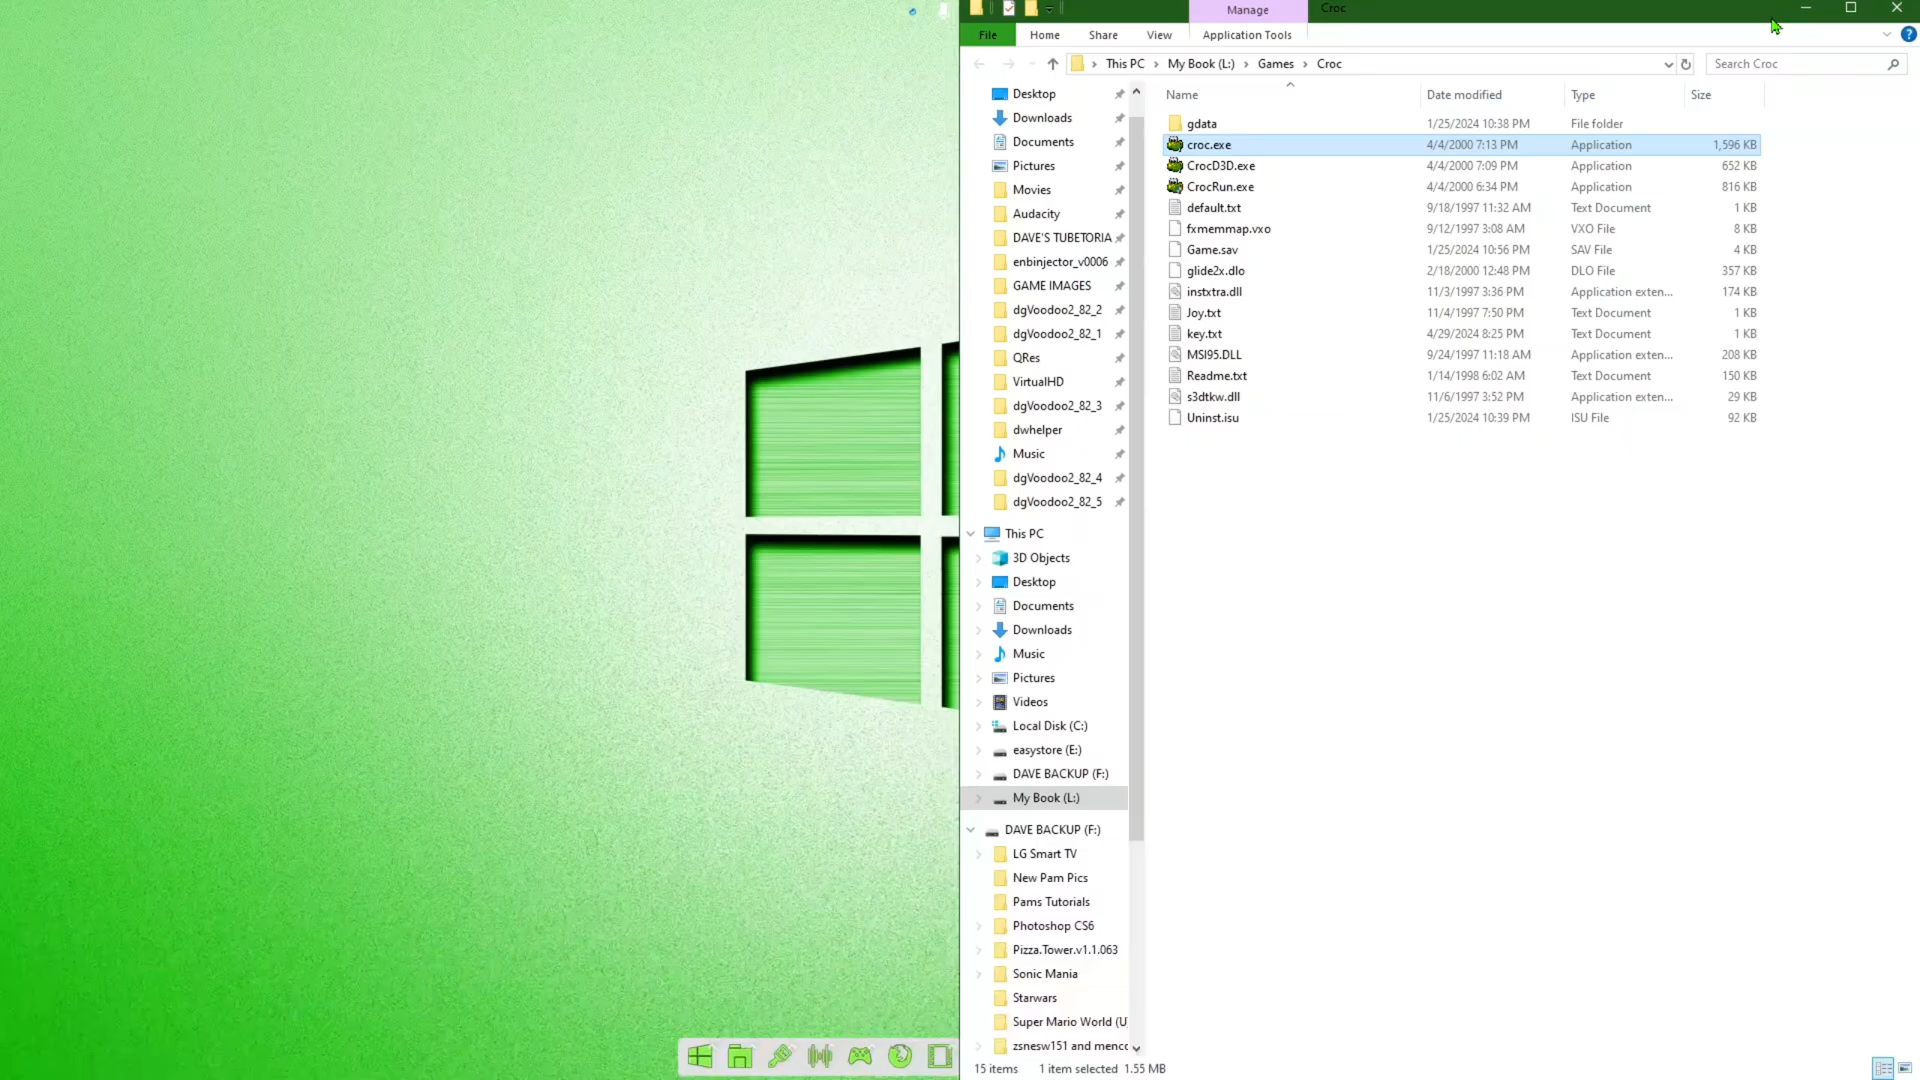 Manage
Croc
File
Home
Share
View
Application Tools
This PC
My Book (L:)
Games
Croc
Search Croc
Name
Date modified
Type
Size
gdata 1/25/2024 10:38 PM File folder
croc.exe 4/4/2000 7:13 PM Application 1,596 KB
CrocD3D.exe 4/4/2000 7:09 PM Application 652 KB
CrocRun.exe 4/4/2000 6:34 PM Application 816 KB
default.txt 9/18/1997 11:32 AM Text Document 1 KB
fxmemmap.vxo 9/12/1997 3:08 AM VXO File 8 KB
Game.sav 1/25/2024 10:56 PM SAV File 4 KB
glide2x.dlo 2/18/2000 12:48 PM DLO File 357 KB
instxtra.dll 11/3/1997 3:36 PM Application exten... 174 KB
Joy.txt 11/4/1997 7:50 PM Text Document 1 KB
key.txt 4/29/2024 8:25 PM Text Document 1 KB
MSI95.DLL 9/24/1997 11:18 AM Application exten... 208 KB
Readme.txt 1/14/1998 6:02 AM Text Document 150 KB
s3dtkw.dll 11/6/1997 3:52 PM Application exten... 29 KB
Uninst.isu 1/25/2024 10:39 PM ISU File 92 KB
Desktop
Downloads
Documents
Pictures
Movies
Audacity
DAVE'S TUBETORIA
enbinjector_v0006
GAME IMAGES
dgVoodoo2_82_2
dgVoodoo2_82_1
QRes
VirtualHD
dgVoodoo2_82_3
dwhelper
Music
dgVoodoo2_82_4
dgVoodoo2_82_5
This PC
3D Objects
Desktop
Documents
Downloads
Music
Pictures
Videos
Local Disk (C:)
easystore (E:)
DAVE BACKUP (F:)
My Book (L:)
DAVE BACKUP (F:)
LG Smart TV
New Pam Pics
Pams Tutorials
Photoshop CS6
Pizza.Tower.v1.1.063
Sonic Mania
Starwars
Super Mario World (U
zsnesw151 and menco
15 items
1 item selected 1.55 MB